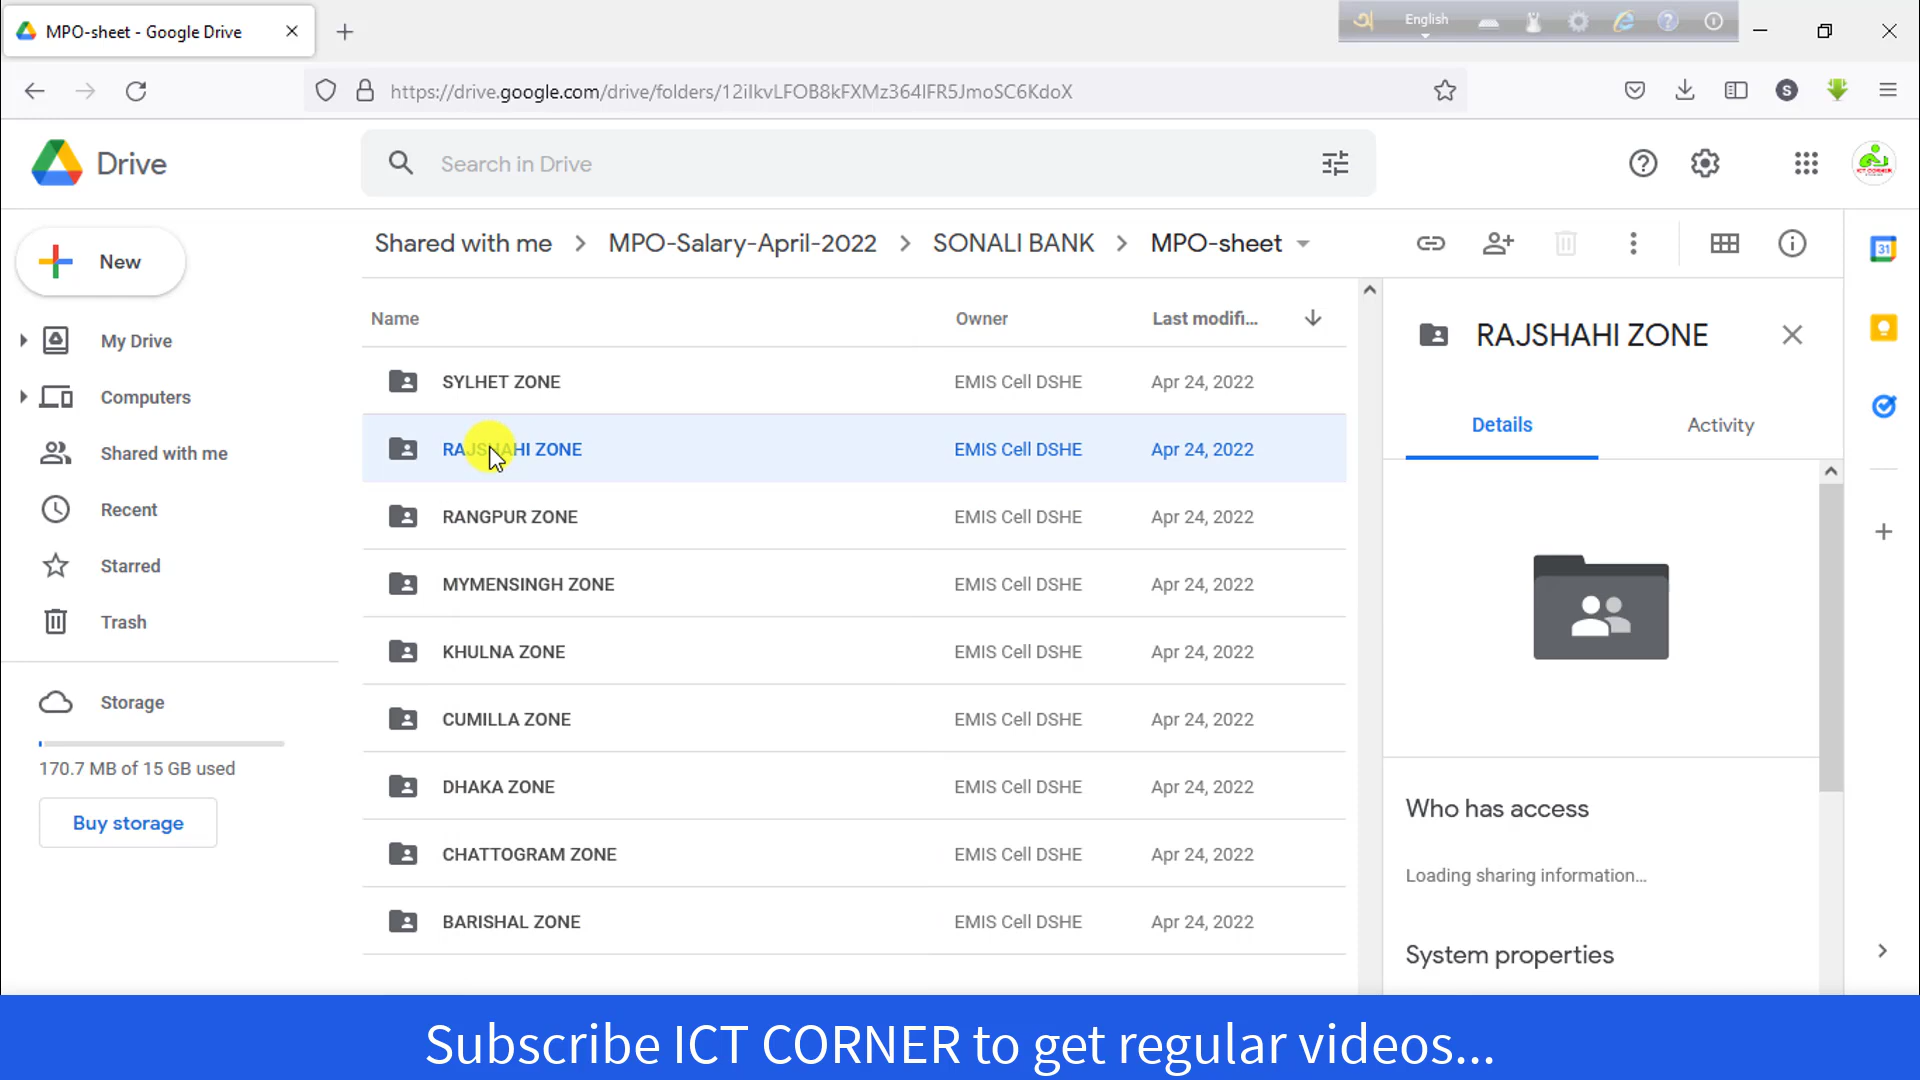 MPO-sheet - Google Drive
English
https://drive.google.com/drive/folders/12iIkvLFOB8kFXMz364lFR5JmoSC6KdoX
S
Drive
Search in Drive
ICT CORNER
New
Shared with me > MPO-Salary-April-2022 > SONALI BANK > MPO-sheet
31
My Drive
Computers
Shared with me
Recent
Starred
Trash
Storage
170.7 MB of 15 GB used
Buy storage
Name Owner Last modifi...
SYLHET ZONE EMIS Cell DSHE Apr 24, 2022
RAJSHAHI ZONE EMIS Cell DSHE Apr 24, 2022
RANGPUR ZONE EMIS Cell DSHE Apr 24, 2022
MYMENSINGH ZONE EMIS Cell DSHE Apr 24, 2022
KHULNA ZONE EMIS Cell DSHE Apr 24, 2022
CUMILLA ZONE EMIS Cell DSHE Apr 24, 2022
DHAKA ZONE EMIS Cell DSHE Apr 24, 2022
CHATTOGRAM ZONE EMIS Cell DSHE Apr 24, 2022
BARISHAL ZONE EMIS Cell DSHE Apr 24, 2022
RAJSHAHI ZONE
Details Activity
Who has access
Loading sharing information...
System properties
Subscribe ICT CORNER to get regular videos...